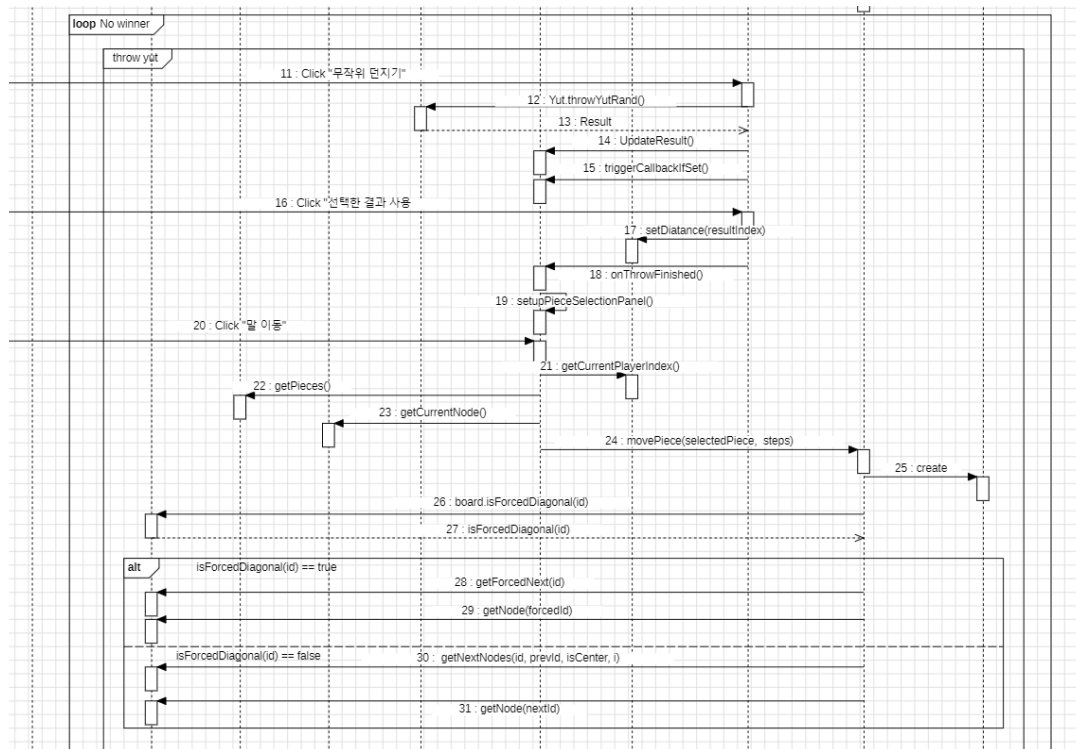 loop No winner
throw yut
11 : Click "무작위 던지기"
12 : Yut.throwYutRand()
13 : Result
14 : UpdateResult()
15 : triggerCallbackIfSet()
16 : Click "선택한 결과 사용
17 : setDiatance(resultIndex)
18 : onThrowFinished()
19 : setupPieceSelectionPanel()
20 : Click "말 이동"
21 : getCurrentPlayerIndex()
22 : getPieces()
23 : getCurrentNode()
24 : movePiece(selectedPiece, steps)
25 : create
26 : board.isForcedDiagonal(id)
27 : isForcedDiagonal(id)
alt isForcedDiagonal(id) == true
28 : getForcedNext(id)
29 : getNode(forcedId)
isForcedDiagonal(id) == false
30 : getNextNodes(id, prevId, isCenter, i)
31 : getNode(nextId)